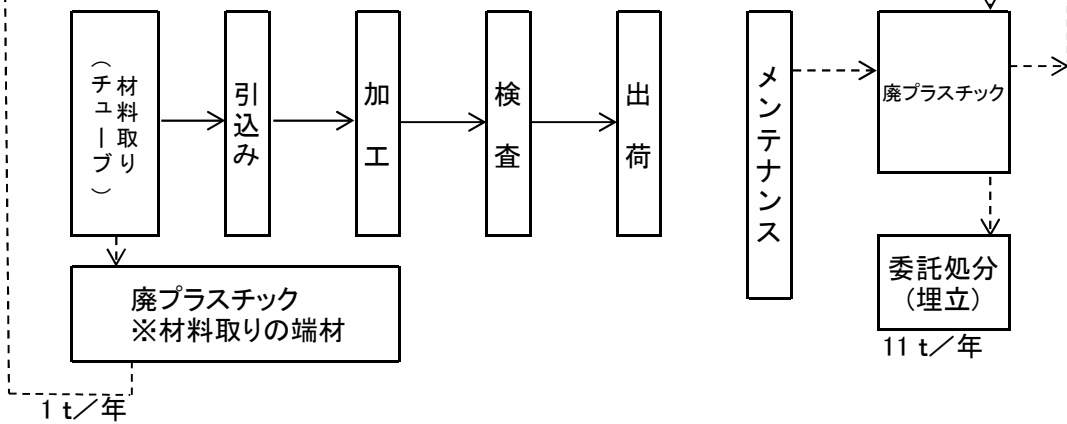 材料取り
(チューブ)
引込み
加工
検査
出荷
メンテナンス
廃プラスチック
廃プラスチック
※材料取りの端材
委託処分
(埋立)
11 t／年
1 t／年